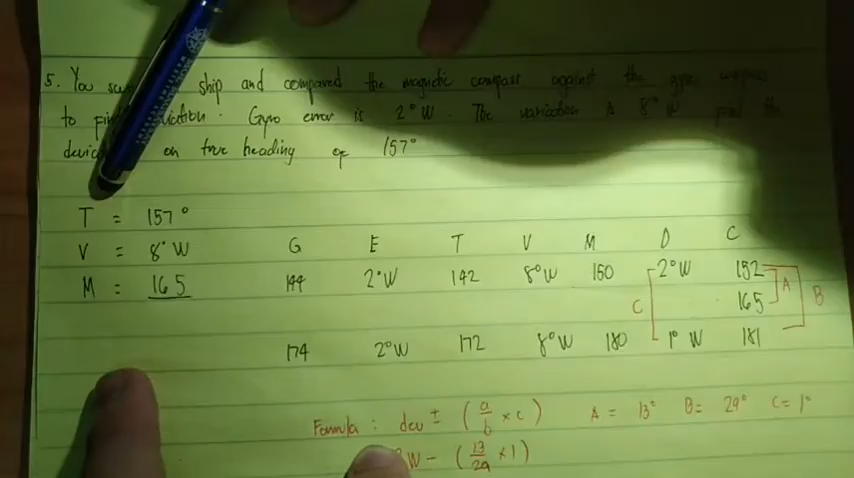 5. You ship and compared the magnetic compass against the gyro compass
to find deviation. Gyro error is 2° W. The variation is 8° W find the
on true heading of 157°
T = 157°
V = 8° W G E T V M D C
M = 165 144 2°W 142 8°W 150 2°W 152 A
C 165 B
174 2°W 172 8°W 180 1° W 181
Formula : dev ± (a/b × c) A = 13° B = 29° C = 1°
W - (13/29 × 1)